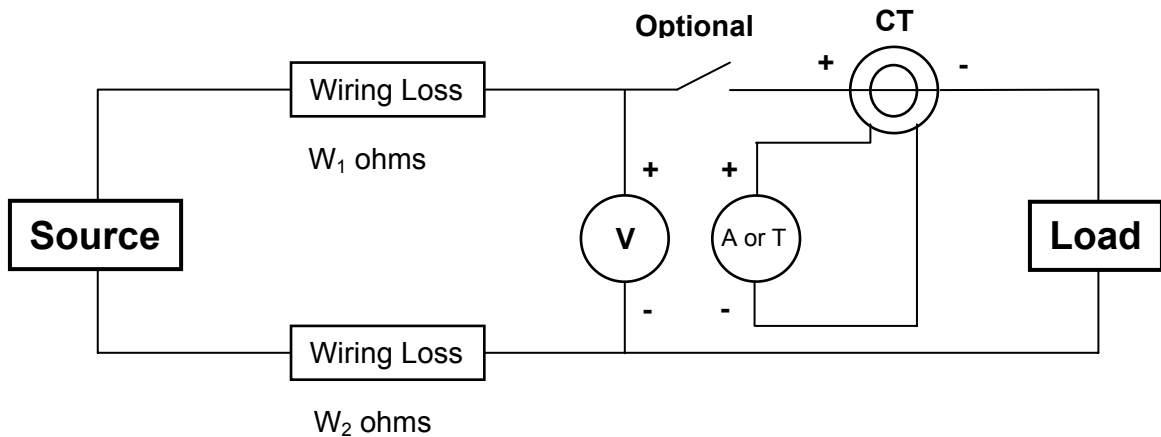 Optional
CT
+
-
Wiring Loss
W₁ ohms
+
+
Source
V
A or T
Load
-
-
Wiring Loss
W₂ ohms